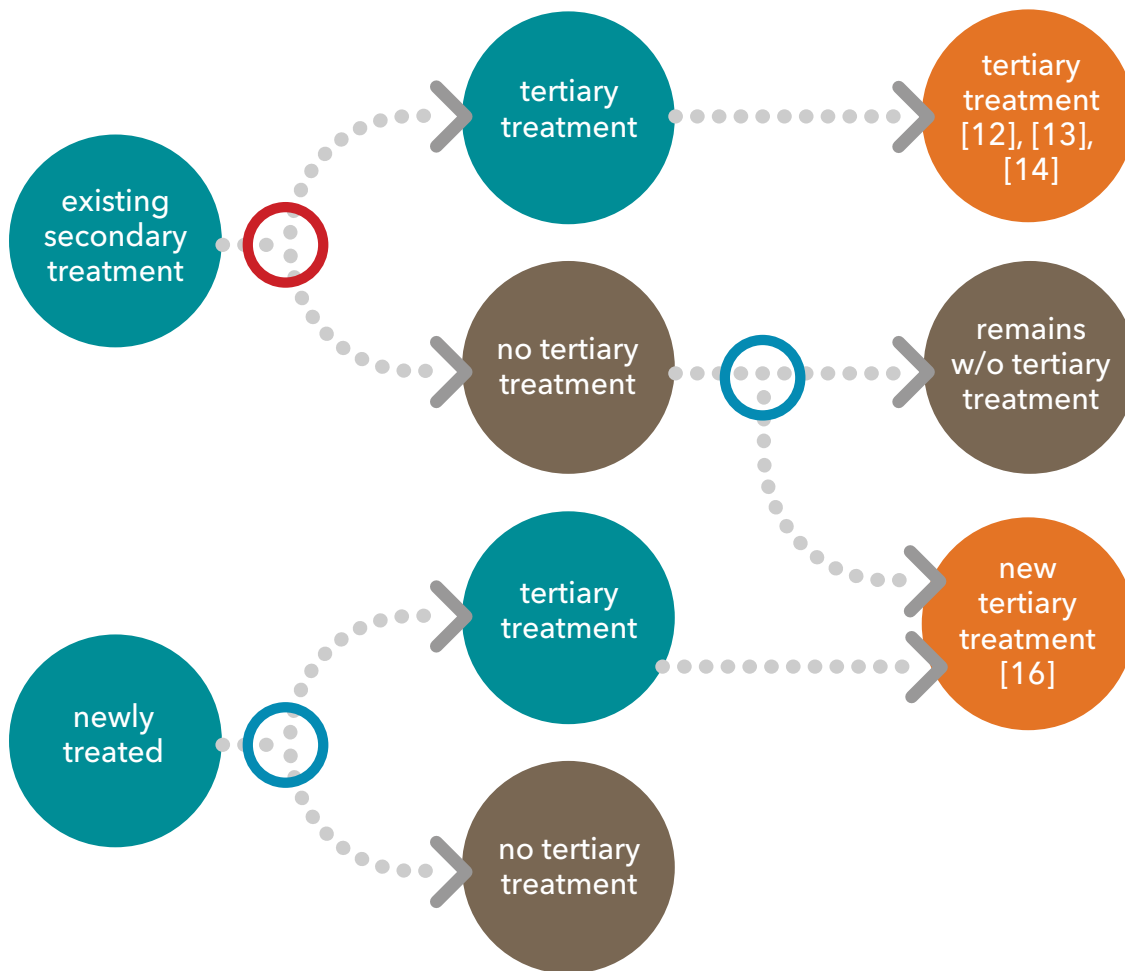 existing
secondary
treatment
tertiary
treatment
tertiary
treatment
[12], [13],
[14]
no tertiary
treatment
remains
w/o tertiary
treatment
newly
treated
tertiary
treatment
new
tertiary
treatment
[16]
no tertiary
treatment